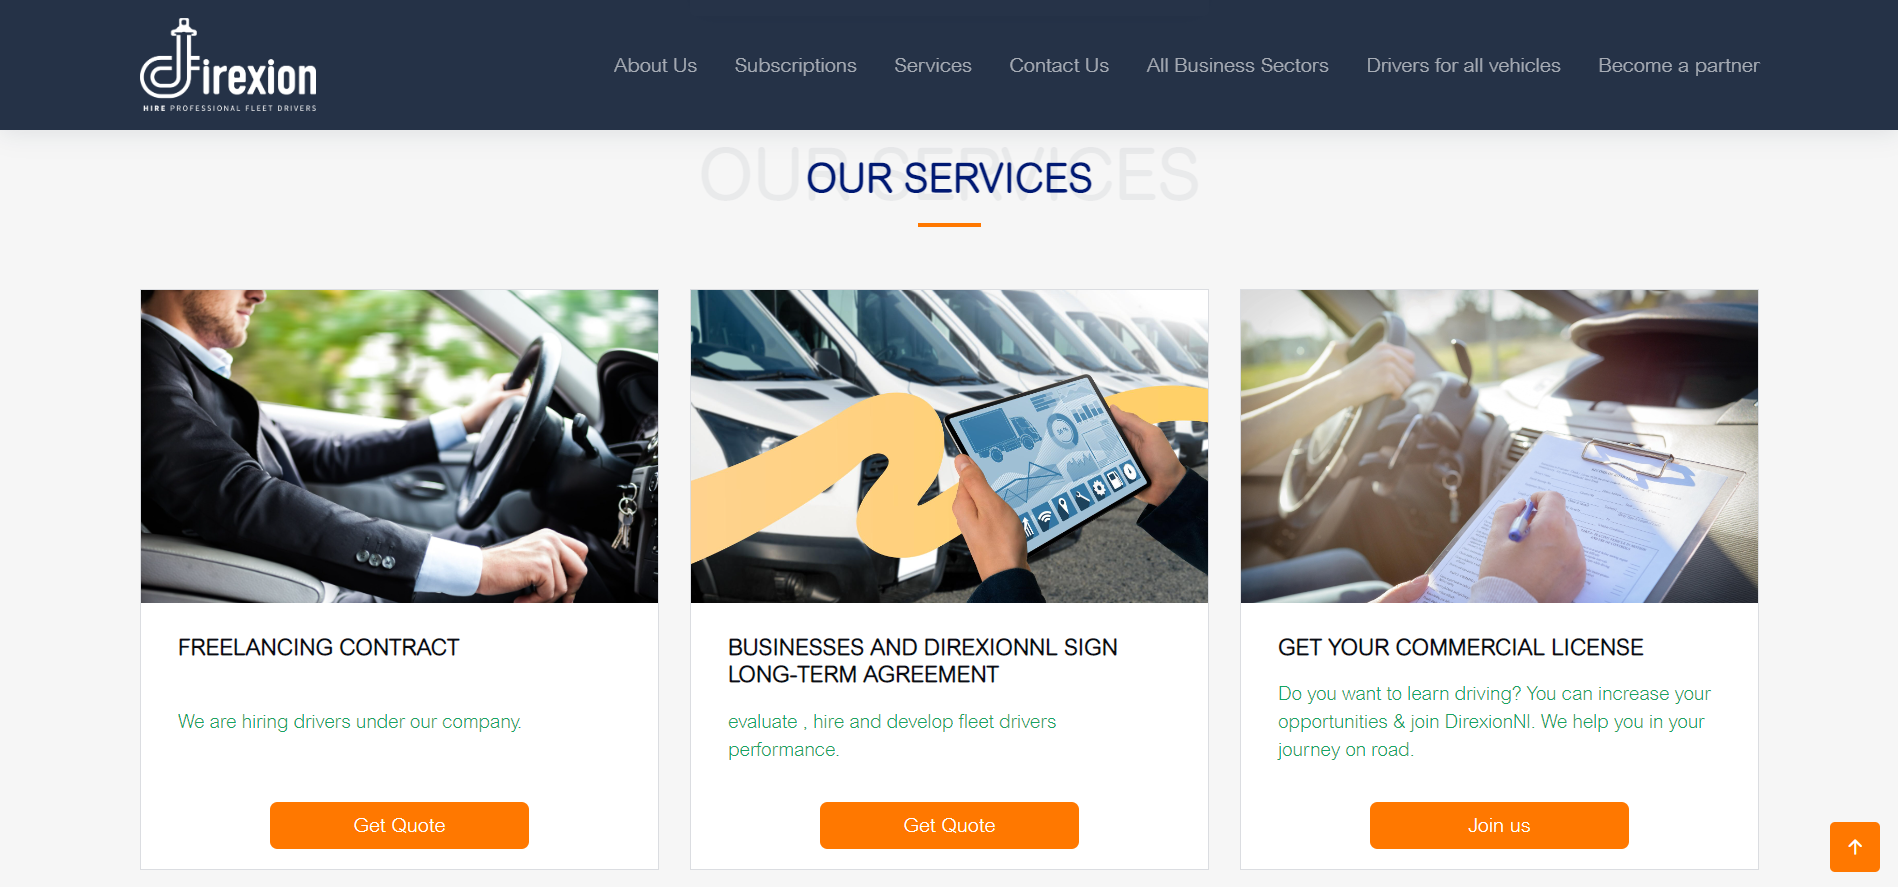 direxion
HIRE PROFESSIONAL FLEET DRIVERS
About Us
Subscriptions
Services
Contact Us
All Business Sectors
Drivers for all vehicles
Become a partner
OUR SERVICES
OUR SERVICES
FREELANCING CONTRACT
We are hiring drivers under our company.
Get Quote
BUSINESSES AND DIREXIONNL SIGN
LONG-TERM AGREEMENT
evaluate , hire and develop fleet drivers
performance.
Get Quote
GET YOUR COMMERCIAL LICENSE
Do you want to learn driving? You can increase your
opportunities & join DirexionNl. We help you in your
journey on road.
Join us